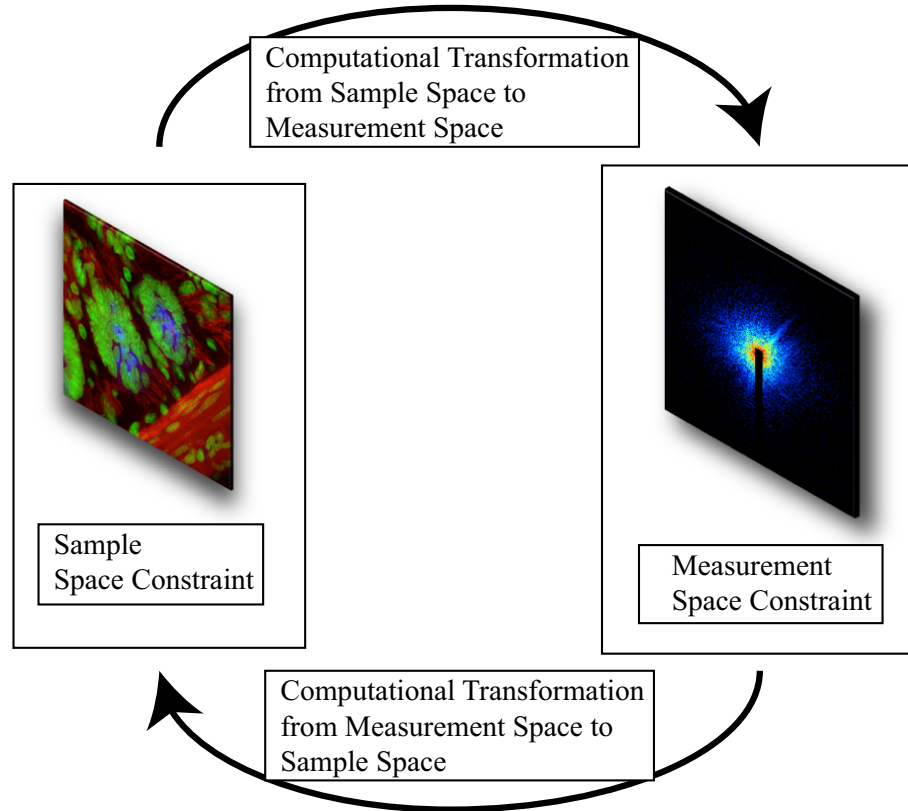 Computational Transformation
from Sample Space to
Measurement Space
Sample
Space Constraint
Measurement
Space Constraint
Computational Transformation
from Measurement Space to
Sample Space